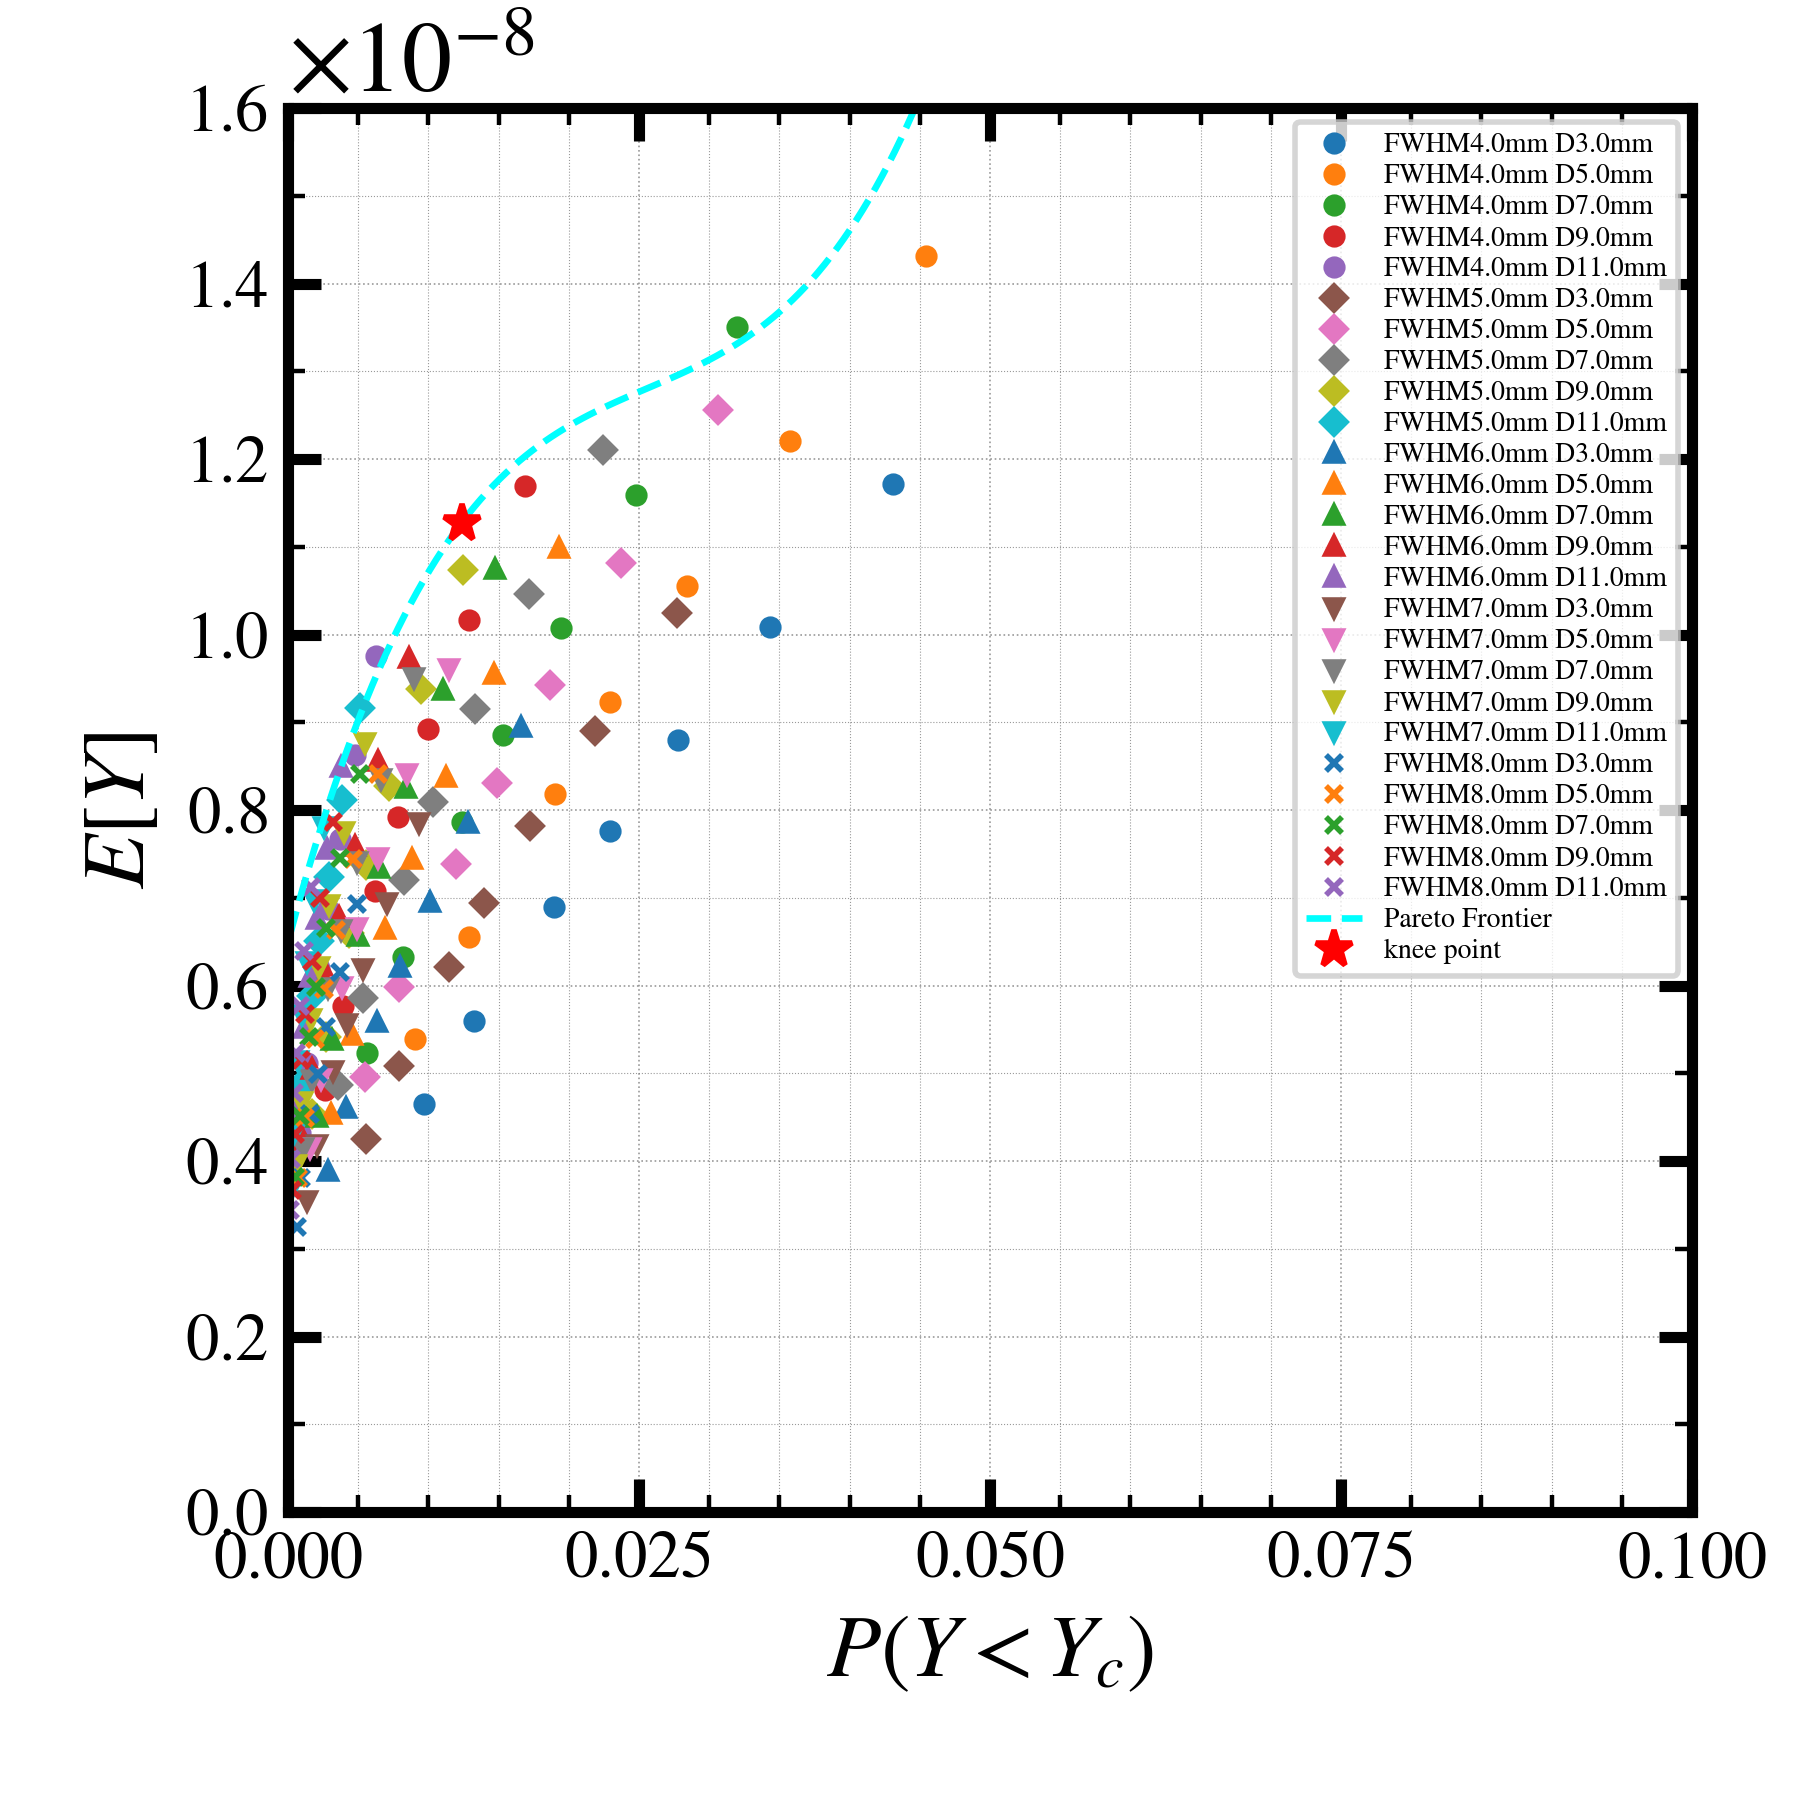 ×10⁻⁸
1.6
1.4
1.2
1.0
0.8
0.6
0.4
0.2
0.0
E[Y]
0.000 0.025 0.050 0.075 0.100
P(Y < Y_c)
FWHM4.0mm D3.0mm
FWHM4.0mm D5.0mm
FWHM4.0mm D7.0mm
FWHM4.0mm D9.0mm
FWHM4.0mm D11.0mm
FWHM5.0mm D3.0mm
FWHM5.0mm D5.0mm
FWHM5.0mm D7.0mm
FWHM5.0mm D9.0mm
FWHM5.0mm D11.0mm
FWHM6.0mm D3.0mm
FWHM6.0mm D5.0mm
FWHM6.0mm D7.0mm
FWHM6.0mm D9.0mm
FWHM6.0mm D11.0mm
FWHM7.0mm D3.0mm
FWHM7.0mm D5.0mm
FWHM7.0mm D7.0mm
FWHM7.0mm D9.0mm
FWHM7.0mm D11.0mm
FWHM8.0mm D3.0mm
FWHM8.0mm D5.0mm
FWHM8.0mm D7.0mm
FWHM8.0mm D9.0mm
FWHM8.0mm D11.0mm
Pareto Frontier
knee point